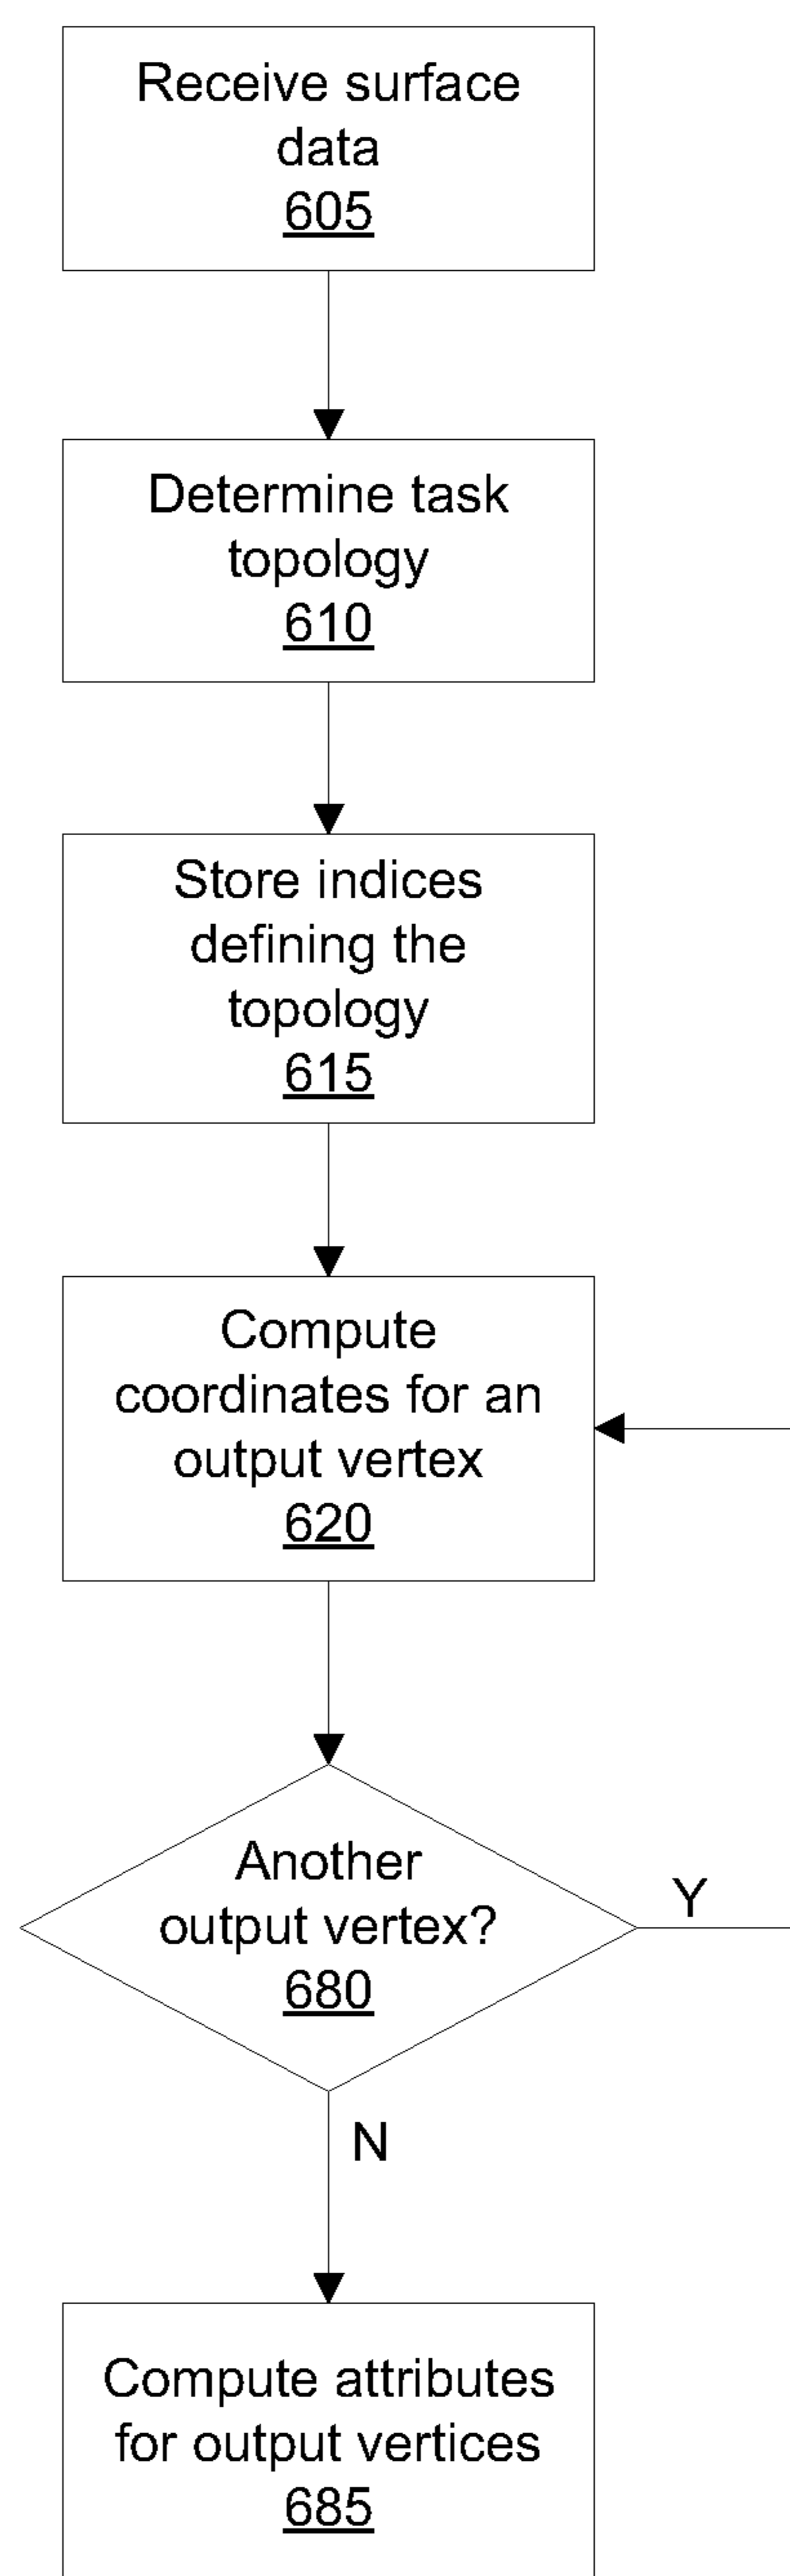 Receive surface
data
605
Determine task
topology
610
Store indices
defining the
topology
615
Compute
coordinates for an
output vertex
620
Another
output vertex?
680
Y
N
Compute attributes
for output vertices
685